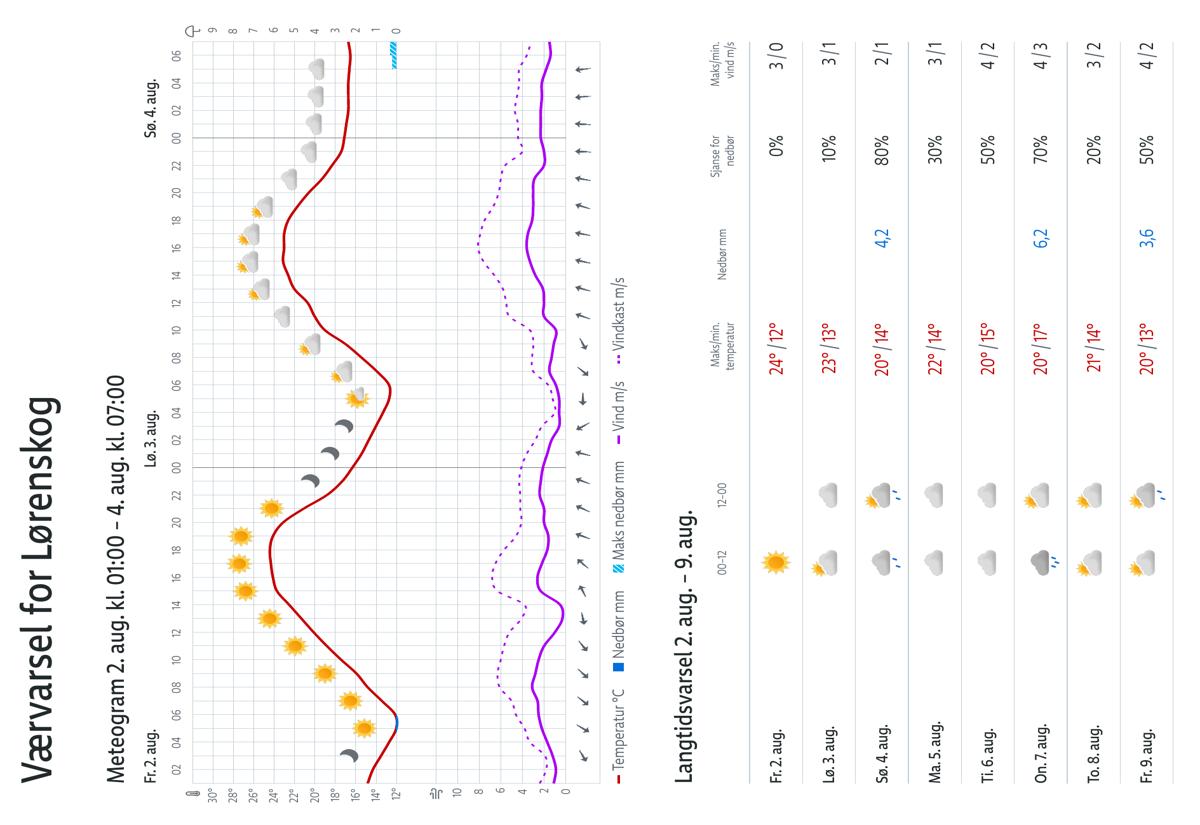 Værvarsel for Lørenskog
Meteogram 2. aug. kl. 01:00 – 4. aug. kl. 07:00
Fr. 2. aug. Lø. 3. aug. Sø. 4. aug.
02 04 06 08 10 12 14 16 18 20 22 00 02 04 06 08 10 12 14 16 18 20 22 00 02 04 06
30° 9
28° 8
26° 7
24° 6
22° 5
20° 4
18° 3
16° 2
14° 1
12° 0
10
8
6
4
2
0
Temperatur °C Nedbør mm Maks nedbør mm Vind m/s Vindkast m/s
Langtidsvarsel 2. aug. – 9. aug.
00-12 12-00 Maks/min. temperatur Nedbør mm Sjanse for nedbør Maks/min. vind m/s
Fr. 2. aug. 24° / 12° 0% 3 / 0
Lø. 3. aug. 23° / 13° 10% 3 / 1
Sø. 4. aug. 20° / 14° 4,2 80% 2 / 1
Ma. 5. aug. 22° / 14° 30% 3 / 1
Ti. 6. aug. 20° / 15° 50% 4 / 2
On. 7. aug. 20° / 17° 6,2 70% 4 / 3
To. 8. aug. 21° / 14° 20% 3 / 2
Fr. 9. aug. 20° / 13° 3,6 50% 4 / 2